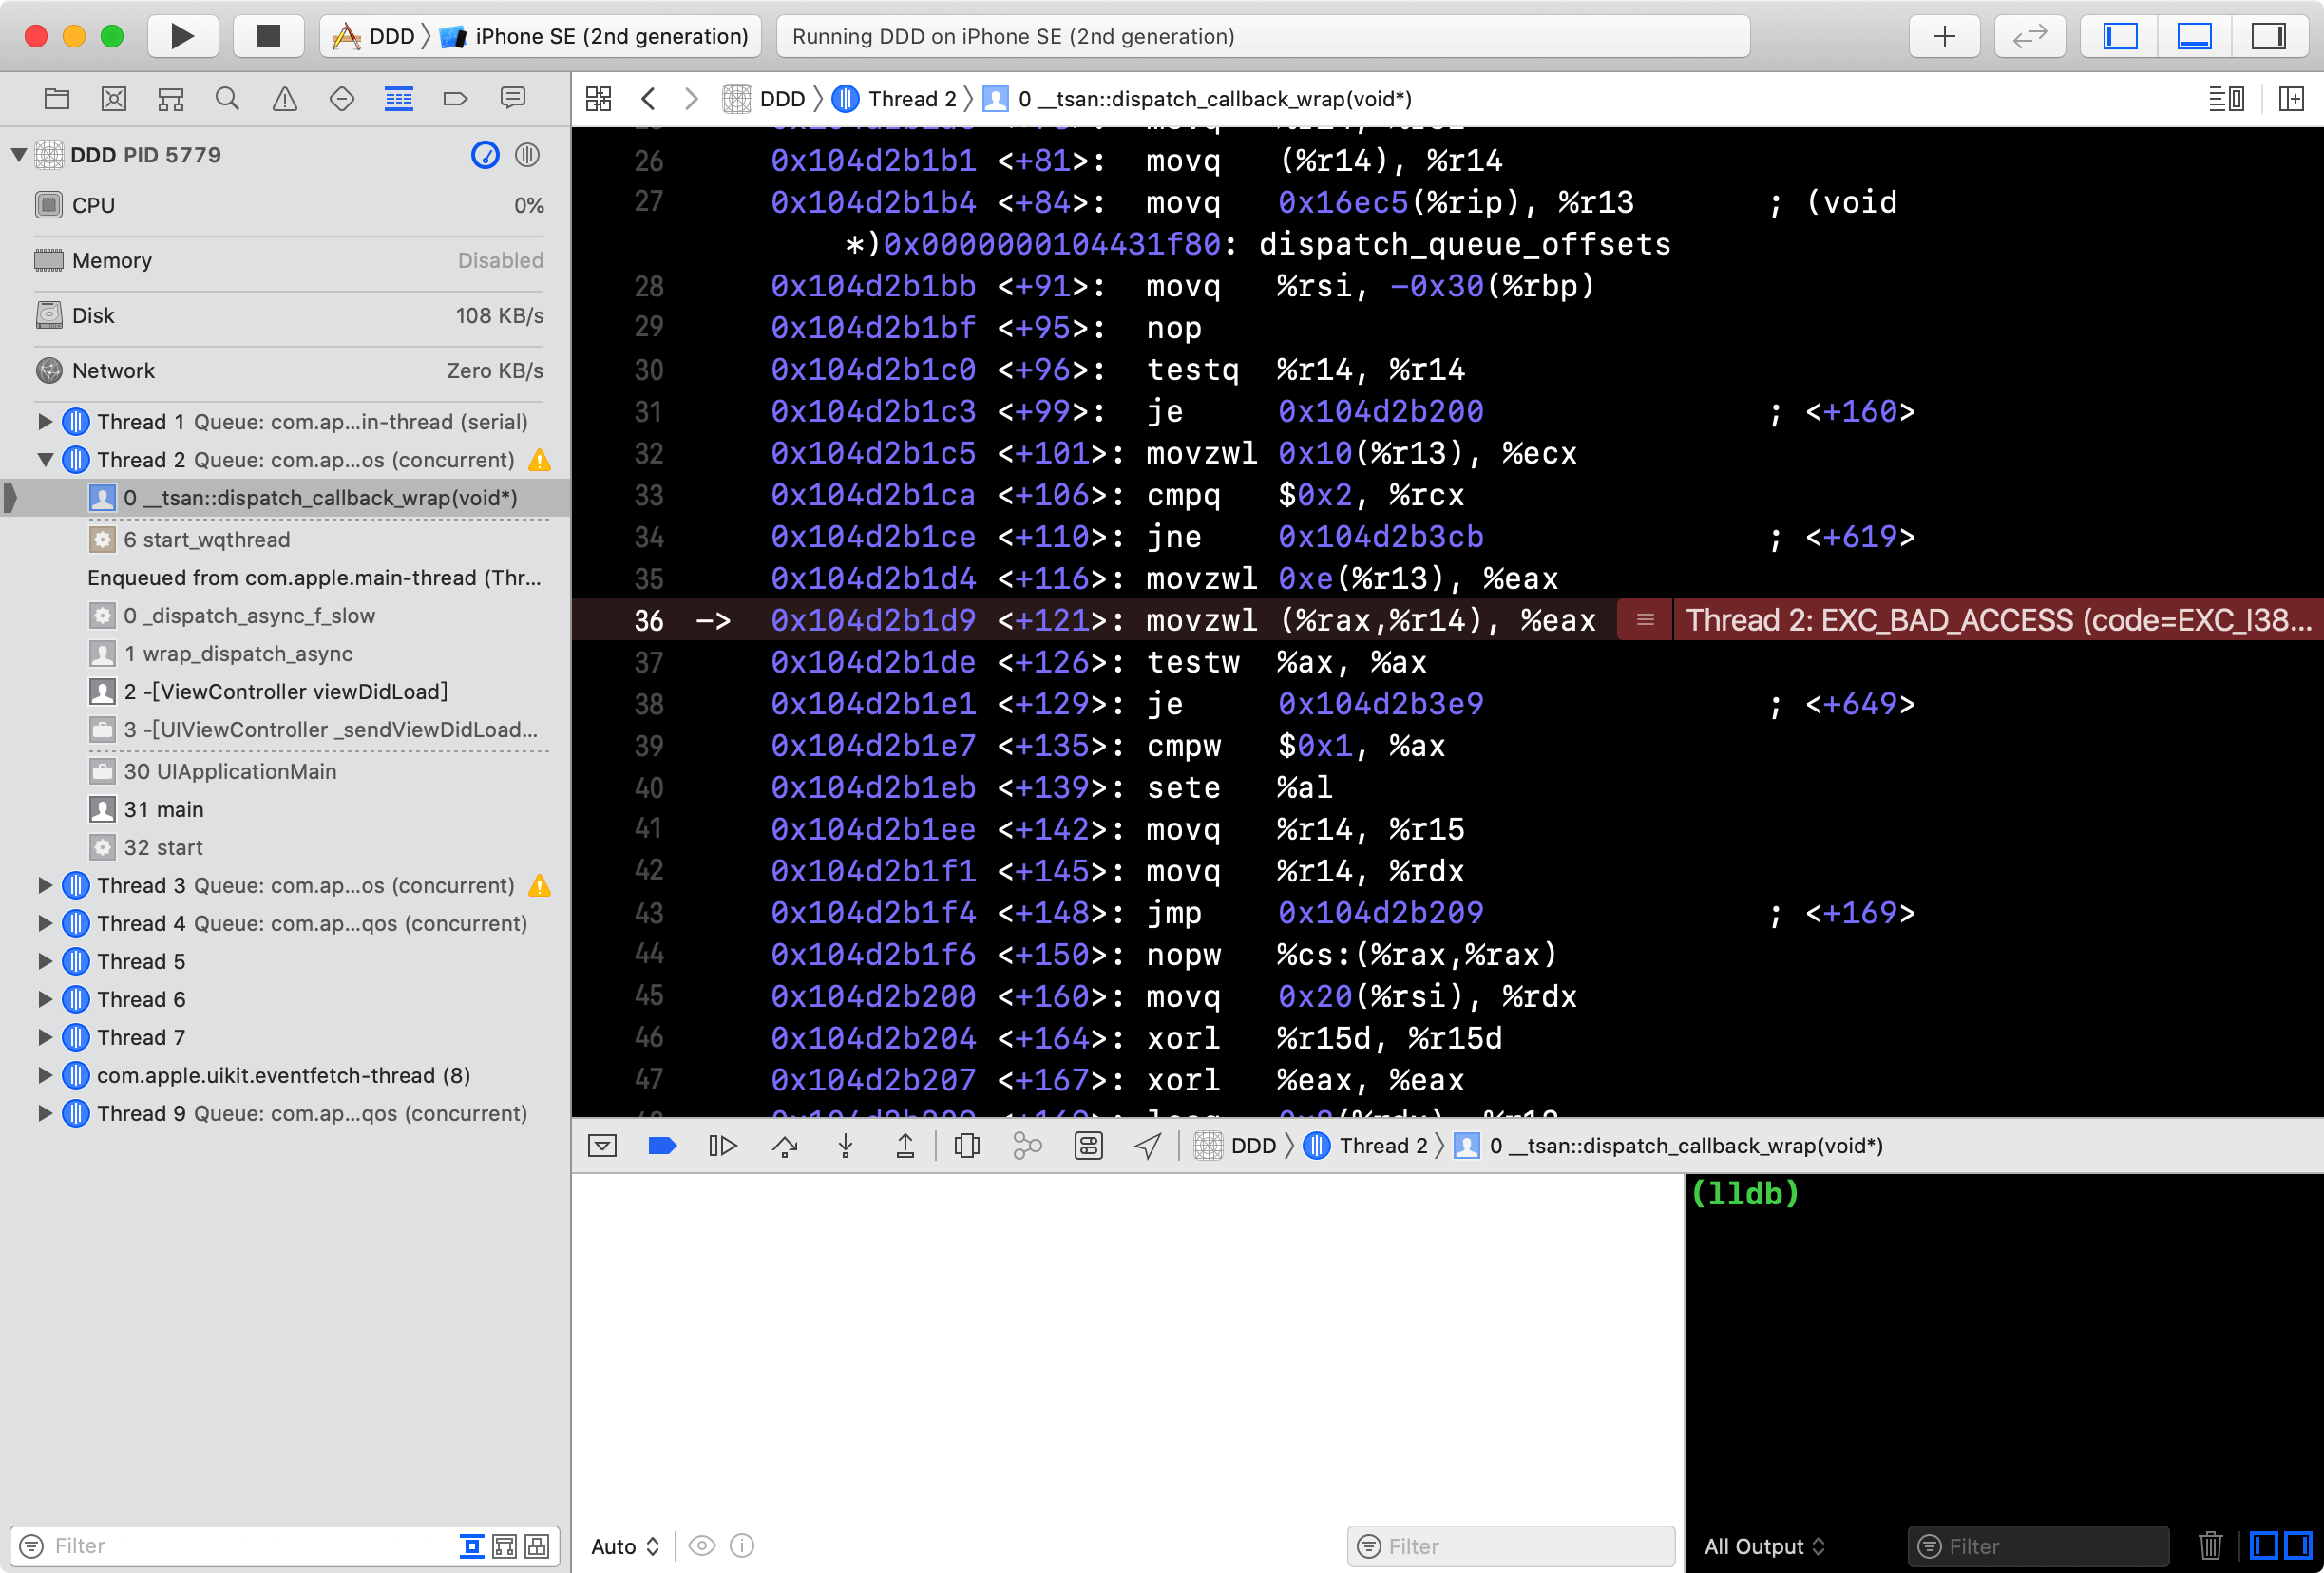 DDD 〉 iPhone SE (2nd generation)
Running DDD on iPhone SE (2nd generation)
DDD 〉 Thread 2 〉 0 __tsan::dispatch_callback_wrap(void*)
DDD PID 5779
CPU 0%
Memory Disabled
Disk 108 KB/s
Network Zero KB/s
Thread 1 Queue: com.ap...in-thread (serial)
Thread 2 Queue: com.ap...os (concurrent)
0 __tsan::dispatch_callback_wrap(void*)
6 start_wqthread
Enqueued from com.apple.main-thread (Thr...
0 _dispatch_async_f_slow
1 wrap_dispatch_async
2 -[ViewController viewDidLoad]
3 -[UIViewController _sendViewDidLoad...
30 UIApplicationMain
31 main
32 start
Thread 3 Queue: com.ap...os (concurrent)
Thread 4 Queue: com.ap...qos (concurrent)
Thread 5
Thread 6
Thread 7
com.apple.uikit.eventfetch-thread (8)
Thread 9 Queue: com.ap...qos (concurrent)
Filter
26 0x104d2b1b1 <+81>: movq (%r14), %r14
27 0x104d2b1b4 <+84>: movq 0x16ec5(%rip), %r13 ; (void
*)0x0000000104431f80: dispatch_queue_offsets
28 0x104d2b1bb <+91>: movq %rsi, -0x30(%rbp)
29 0x104d2b1bf <+95>: nop
30 0x104d2b1c0 <+96>: testq %r14, %r14
31 0x104d2b1c3 <+99>: je 0x104d2b200 ; <+160>
32 0x104d2b1c5 <+101>: movzwl 0x10(%r13), %ecx
33 0x104d2b1ca <+106>: cmpq $0x2, %rcx
34 0x104d2b1ce <+110>: jne 0x104d2b3cb ; <+619>
35 0x104d2b1d4 <+116>: movzwl 0xe(%r13), %eax
36 -> 0x104d2b1d9 <+121>: movzwl (%rax,%r14), %eax Thread 2: EXC_BAD_ACCESS (code=EXC_I38...
37 0x104d2b1de <+126>: testw %ax, %ax
38 0x104d2b1e1 <+129>: je 0x104d2b3e9 ; <+649>
39 0x104d2b1e7 <+135>: cmpw $0x1, %ax
40 0x104d2b1eb <+139>: sete %al
41 0x104d2b1ee <+142>: movq %r14, %r15
42 0x104d2b1f1 <+145>: movq %r14, %rdx
43 0x104d2b1f4 <+148>: jmp 0x104d2b209 ; <+169>
44 0x104d2b1f6 <+150>: nopw %cs:(%rax,%rax)
45 0x104d2b200 <+160>: movq 0x20(%rsi), %rdx
46 0x104d2b204 <+164>: xorl %r15d, %r15d
47 0x104d2b207 <+167>: xorl %eax, %eax
DDD 〉 Thread 2 〉 0 __tsan::dispatch_callback_wrap(void*)
(lldb)
Auto
Filter
All Output
Filter